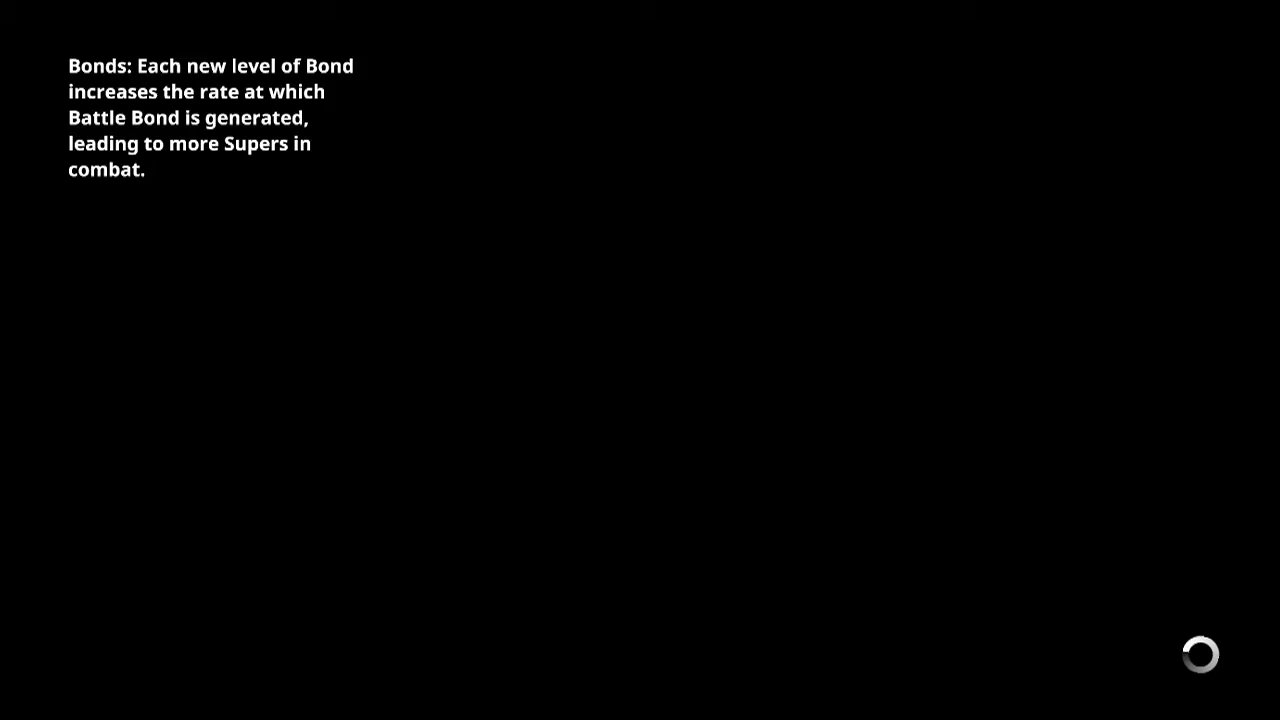 Bonds: Each new level of Bond
increases the rate at which
Battle Bond is generated,
leading to more Supers in
combat.